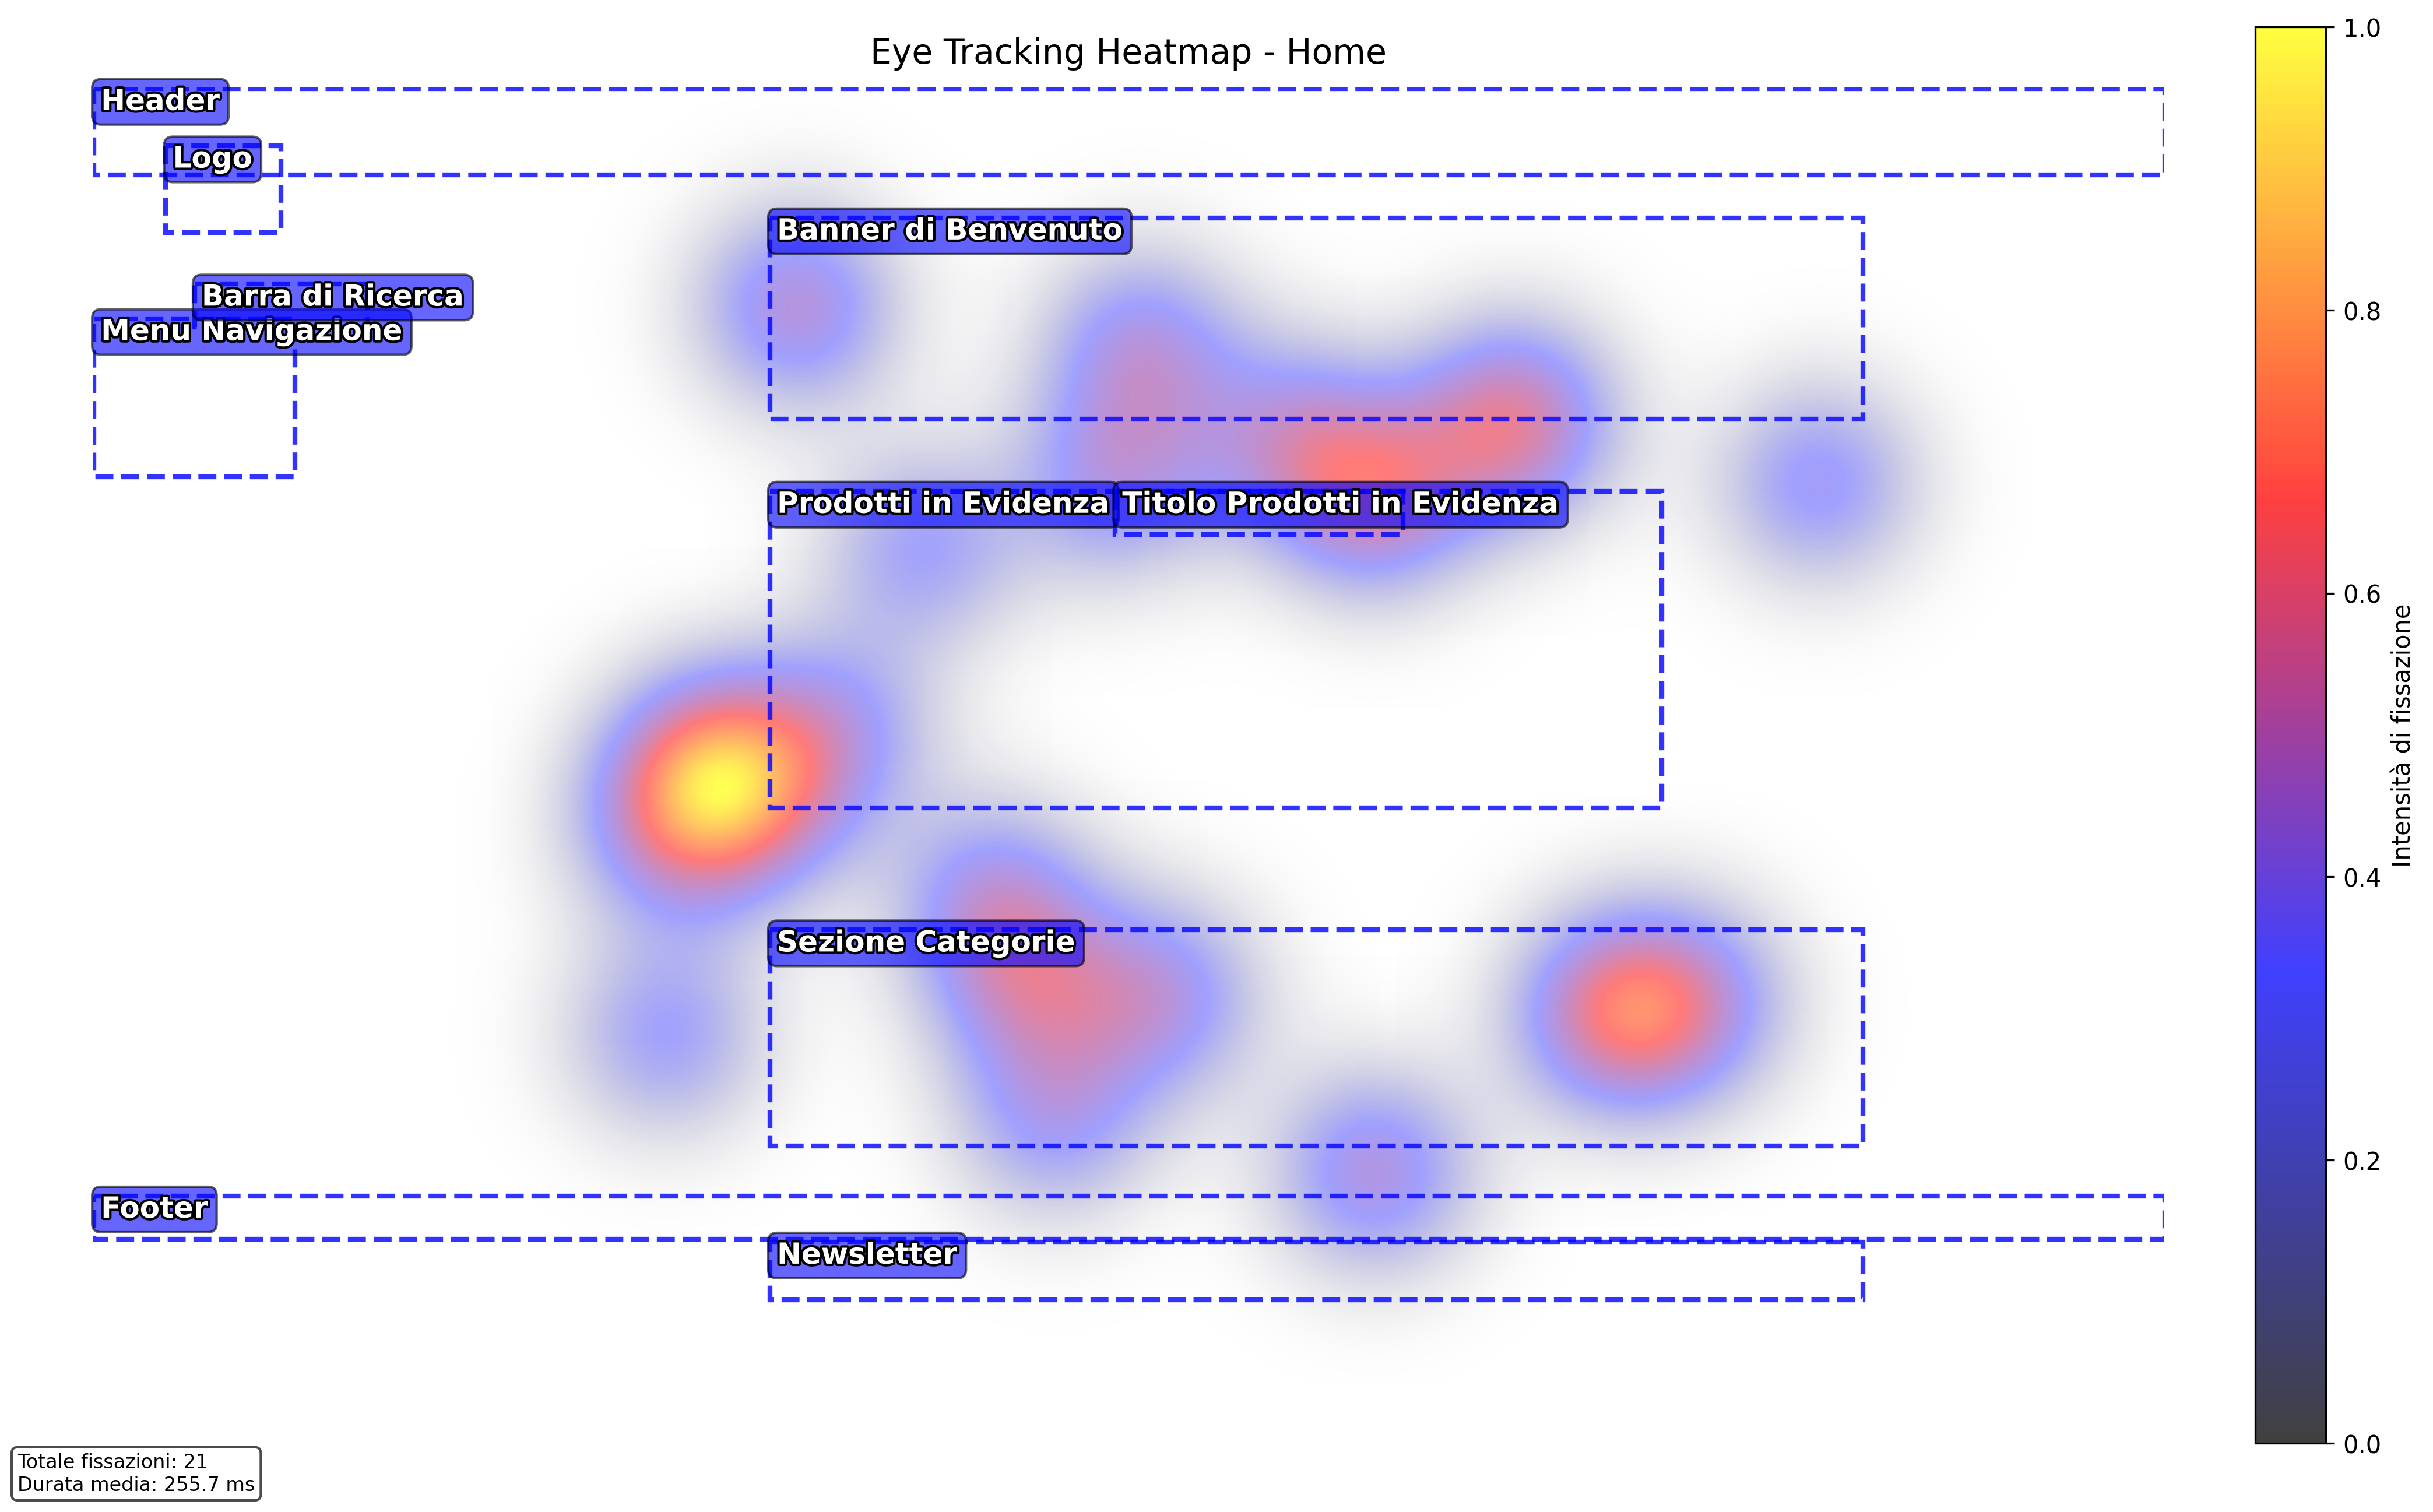 Eye Tracking Heatmap - Home
Header
Logo
Banner di Benvenuto
Barra di Ricerca
Menu Navigazione
Prodotti in Evidenza
Titolo Prodotti in Evidenza
Sezione Categorie
Footer
Newsletter
Totale fissazioni: 21
Durata media: 255.7 ms
1.0
0.8
0.6
0.4
0.2
0.0
Intensità di fissazione